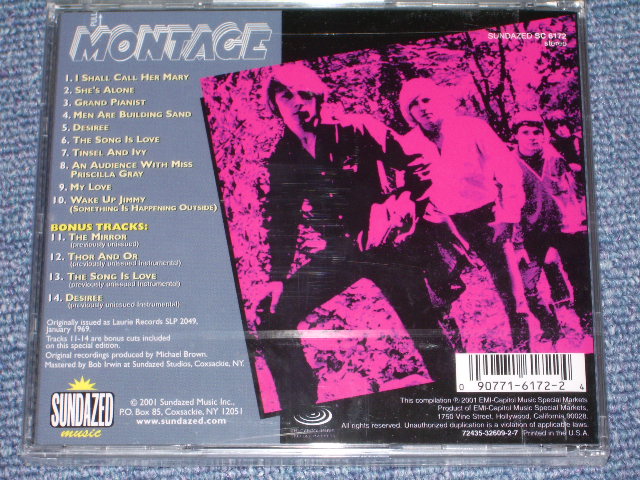 PULL
MONTAGE
SUNDAZED SC 6172
stereo
1. I SHALL CALL HER MARY
2. SHE'S ALONE
3. GRAND PIANIST
4. MEN ARE BUILDING SAND
5. DESIREE
6. THE SONG IS LOVE
7. TINSEL AND IVY
8. AN AUDIENCE WITH MISS
PRISCILLA GRAY
9. MY LOVE
10. WAKE UP JIMMY
(SOMETHING IS HAPPENING OUTSIDE)
BONUS TRACKS:
11. THE MIRROR
(previously unissued)
12. THOR AND OR
(previously unissued instrumental)
13. THE SONG IS LOVE
(previously unissued instrumental)
14. DESIREE
(previously unissued instrumental)
Originally issued as Laurie Records SLP 2049,
January 1969.
Tracks 11-14 are bonus cuts included
on this special edition.
Original recordings produced by Michael Brown.
Mastered by Bob Irwin at Sundazed Studios, Coxsackie, NY.
SUNDAZED
music
© 2001 Sundazed Music Inc.,
P.O. Box 85, Coxsackie, NY 12051
www.sundazed.com
0 90771-6172-2 4
This compilation ℗ 2001 EMI-Capitol Music Special Markets
Product of EMI-Capitol Music Special Markets,
1750 Vine Street, Hollywood, California 90028.
All rights reserved. Unauthorized duplication is a violation of applicable laws.
72435-32609-2-7 Printed in the U.S.A.